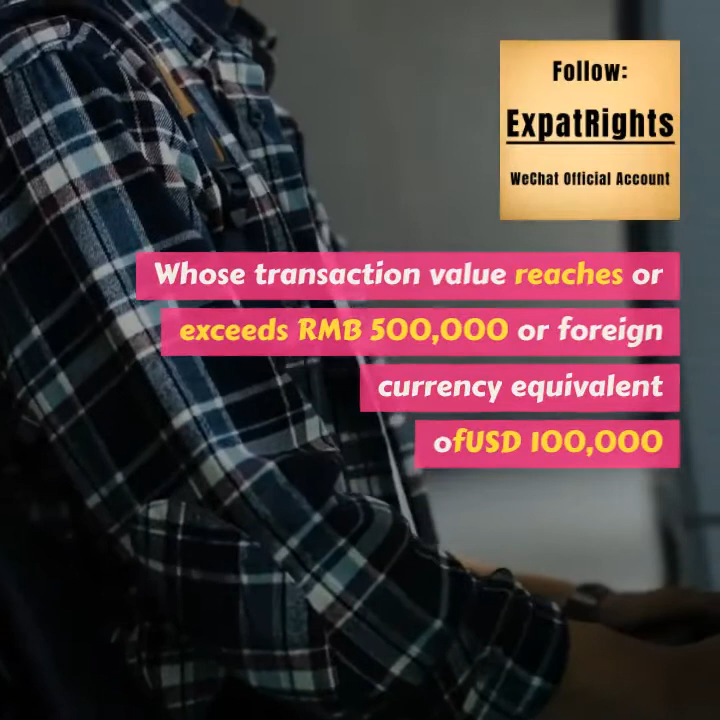 Follow:
ExpatRights
WeChat Official Account
Whose transaction value reaches or
exceeds RMB 500,000 or foreign
currency equivalent
ofUSD 100,000